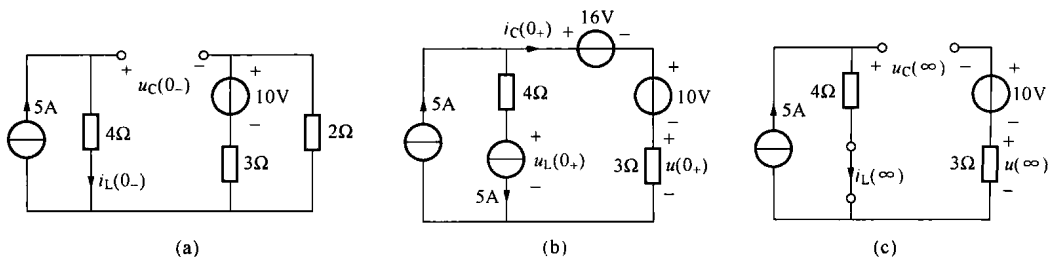 5A
4Ω
i_L(0_-)
+ u_C(0_-) -
+
10V
-
3Ω
2Ω
(a)
i_C(0_+)
+ 16V -
5A
4Ω
+
u_L(0_+)
-
5A
+
10V
-
+
3Ω u(0_+)
-
(b)
5A
4Ω
i_L(∞)
+ u_C(∞) -
+
10V
-
+
3Ω u(∞)
-
(c)